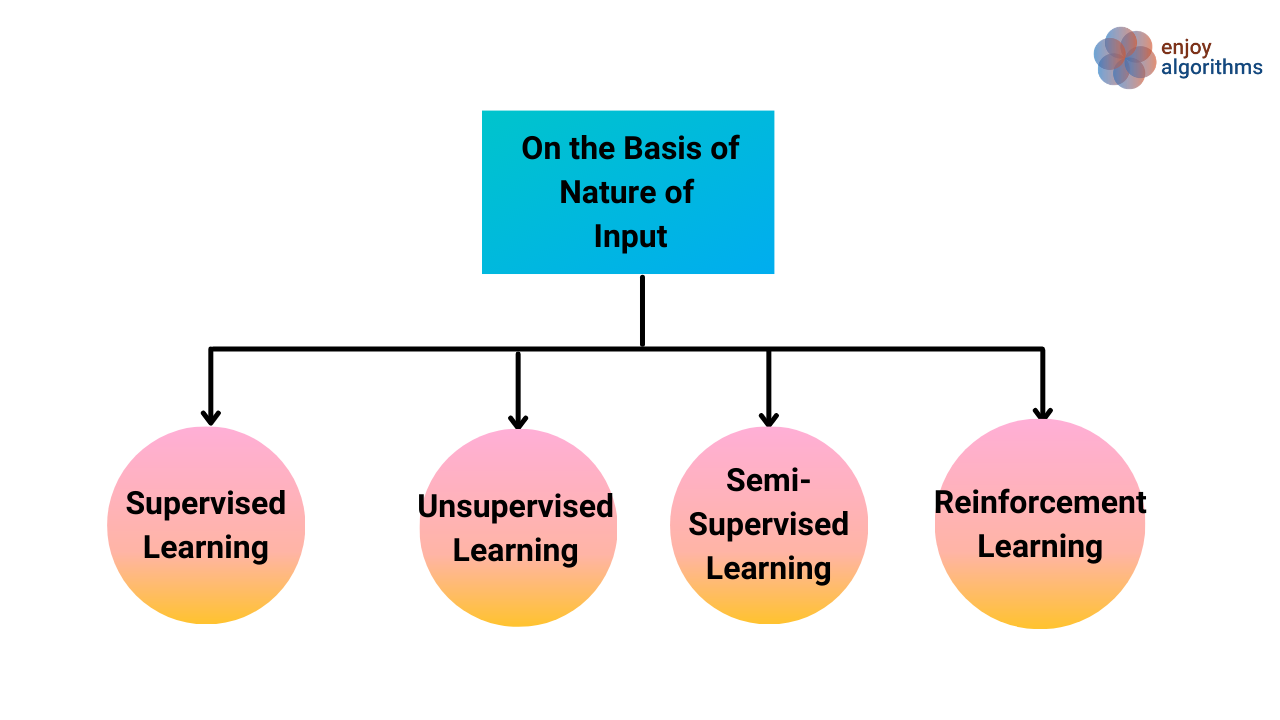 enjoy
algorithms
On the Basis of
Nature of
Input
Supervised
Learning
Unsupervised
Learning
Semi-
Supervised
Learning
Reinforcement
Learning